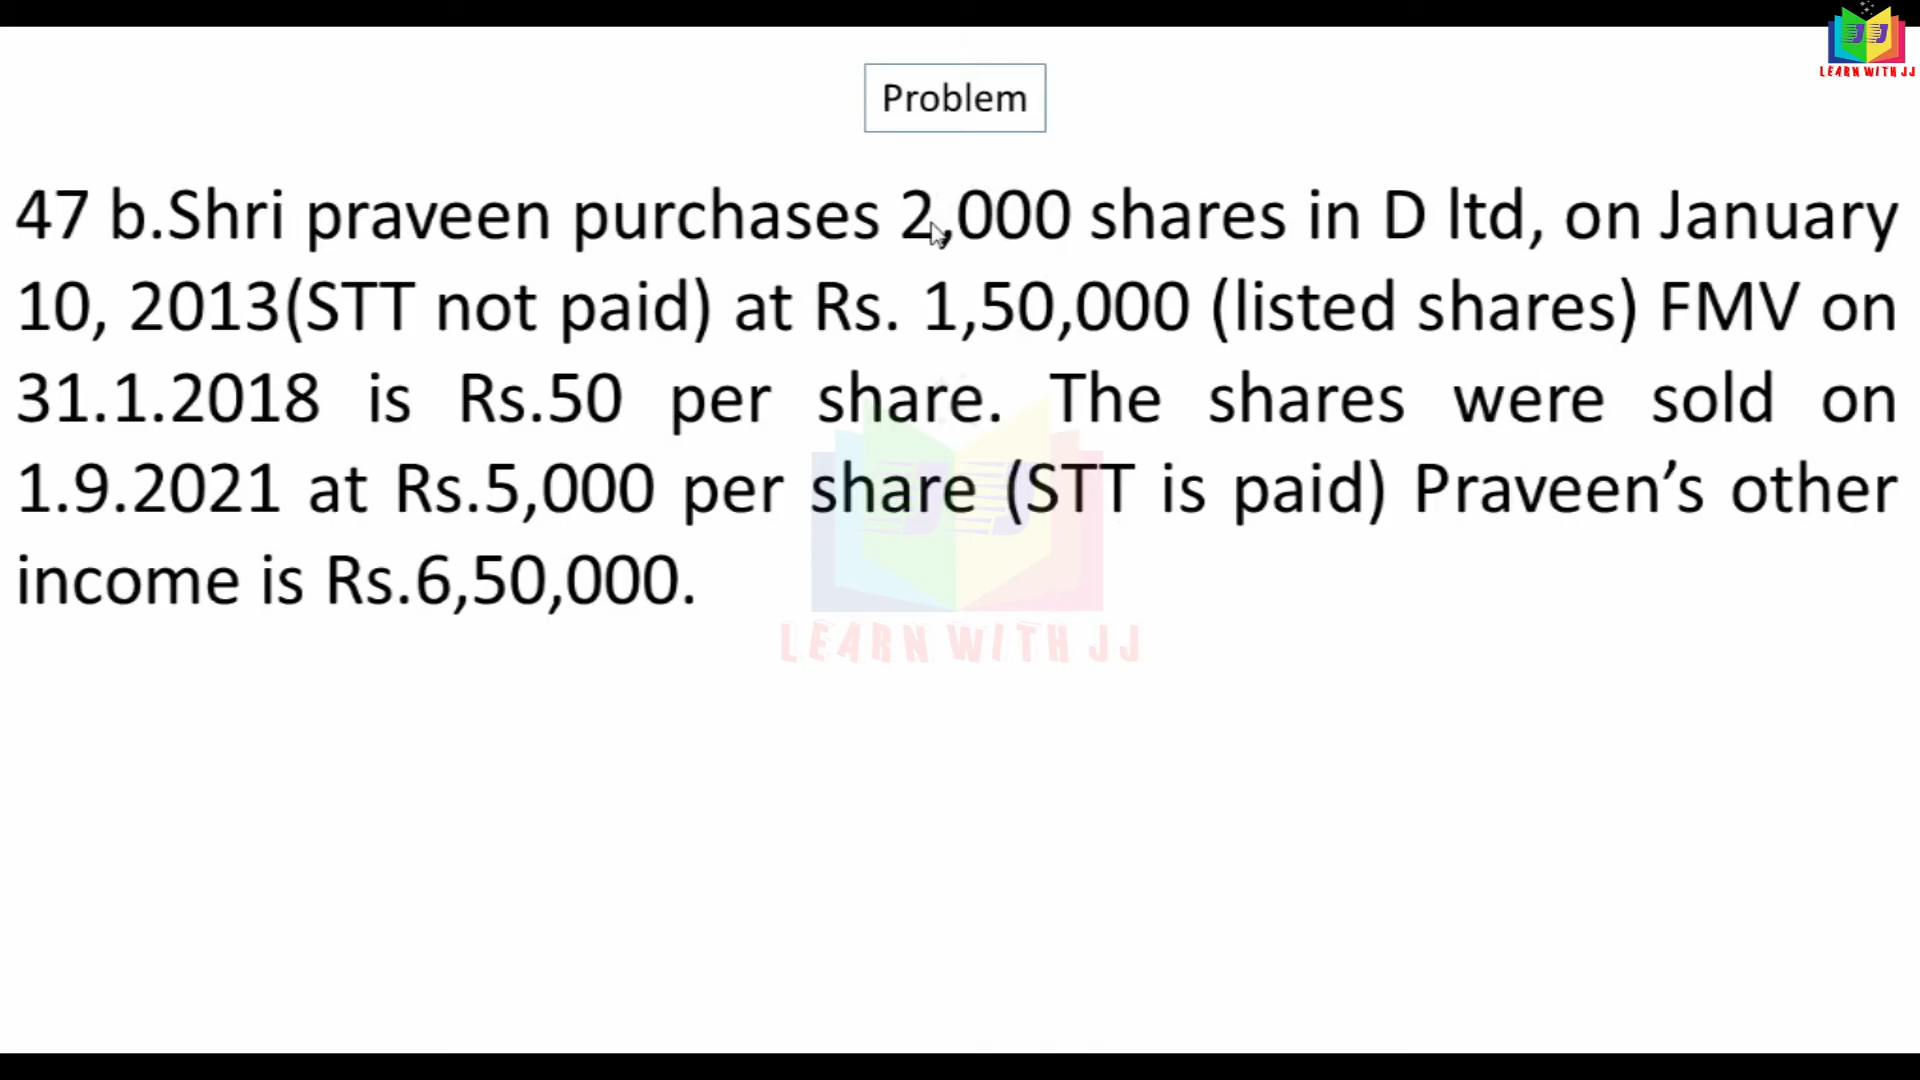 LEARN WITH JJ
Problem
47 b.Shri praveen purchases 2,000 shares in D ltd, on January
10, 2013(STT not paid) at Rs. 1,50,000 (listed shares) FMV on
31.1.2018 is Rs.50 per share. The shares were sold on
1.9.2021 at Rs.5,000 per share (STT is paid) Praveen’s other
income is Rs.6,50,000.
LEARN WITH JJ